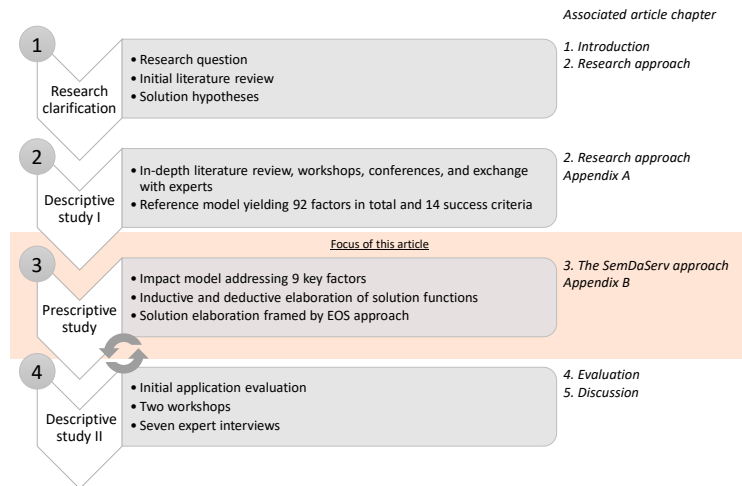 Associated article chapter
1
Research
clarification
• Research question
• Initial literature review
• Solution hypotheses
1. Introduction
2. Research approach
2
Descriptive
study I
• In-depth literature review, workshops, conferences, and exchange
with experts
• Reference model yielding 92 factors in total and 14 success criteria
2. Research approach
Appendix A
Focus of this article
3
Prescriptive
study
• Impact model addressing 9 key factors
• Inductive and deductive elaboration of solution functions
• Solution elaboration framed by EOS approach
3. The SemDaServ approach
Appendix B
4
Descriptive
study II
• Initial application evaluation
• Two workshops
• Seven expert interviews
4. Evaluation
5. Discussion